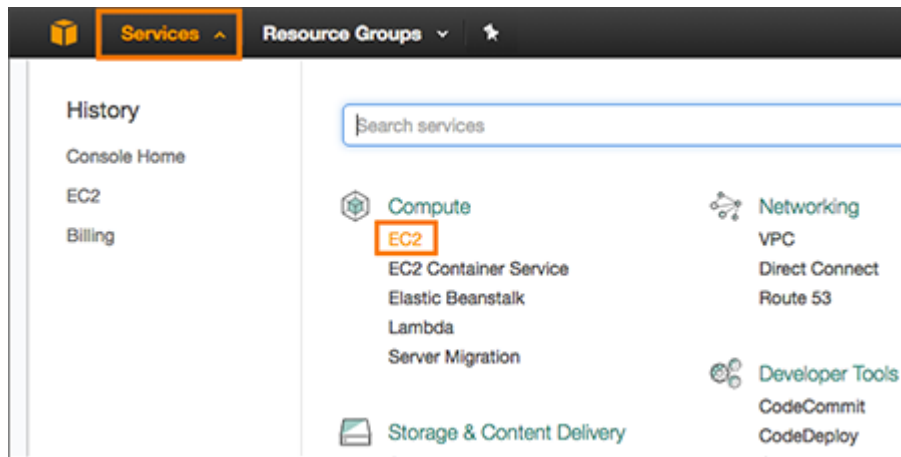 Services Resource Groups
History
Console Home
EC2
Billing
Search services
Compute
EC2
EC2 Container Service
Elastic Beanstalk
Lambda
Server Migration
Storage & Content Delivery
Networking
VPC
Direct Connect
Route 53
Developer Tools
CodeCommit
CodeDeploy